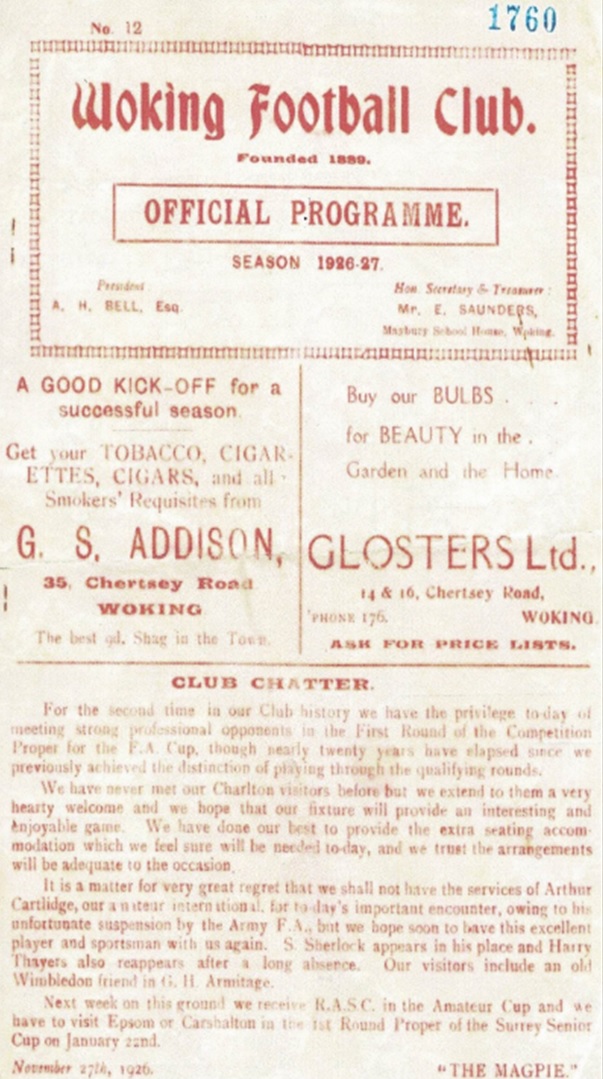 No. 12
1760
Woking Football Club.
Founded 1889.
OFFICIAL PROGRAMME.
SEASON 1926-27.
President:
A. H. BELL, Esq.
Hon. Secretary & Treasurer:
Mr. E. SAUNDERS,
Maybury School House, Woking.
A GOOD KICK-OFF for a
successful season.
Get your TOBACCO, CIGAR-
ETTES, CIGARS, and all
Smokers' Requisites from
G. S. ADDISON,
35, Chertsey Road
WOKING
The best 9d. Shag in the Town.
Buy our BULBS . . .
for BEAUTY in the .
Garden and the Home.
GLOSTERS Ltd.,
14 & 16, Chertsey Road,
'PHONE 176. WOKING.
ASK FOR PRICE LISTS.
CLUB CHATTER.
For the second time in our Club history we have the privilege to-day of
meeting strong professional opponents in the First Round of the Competition
Proper for the F.A. Cup, though nearly twenty years have elapsed since we
previously achieved the distinction of playing through the qualifying rounds.
We have never met our Charlton visitors before but we extend to them a very
hearty welcome and we hope that our fixture will provide an interesting and
enjoyable game. We have done our best to provide the extra seating accom-
modation which we feel sure will be needed to-day, and we trust the arrangements
will be adequate to the occasion.
It is a matter for very great regret that we shall not have the services of Arthur
Cartlidge, our amateur international, for to-day's important encounter, owing to his
unfortunate suspension by the Army F.A., but we hope soon to have this excellent
player and sportsman with us again. S. Sherlock appears in his place and Harry
Thayers also reappears after a long absence. Our visitors include an old
Wimbledon friend in G. H. Armitage.
Next week on this ground we receive R.A.S.C. in the Amateur Cup and we
have to visit Epsom or Carshalton in the 1st Round Proper of the Surrey Senior
Cup on January 22nd.
November 27th, 1926. "THE MAGPIE."